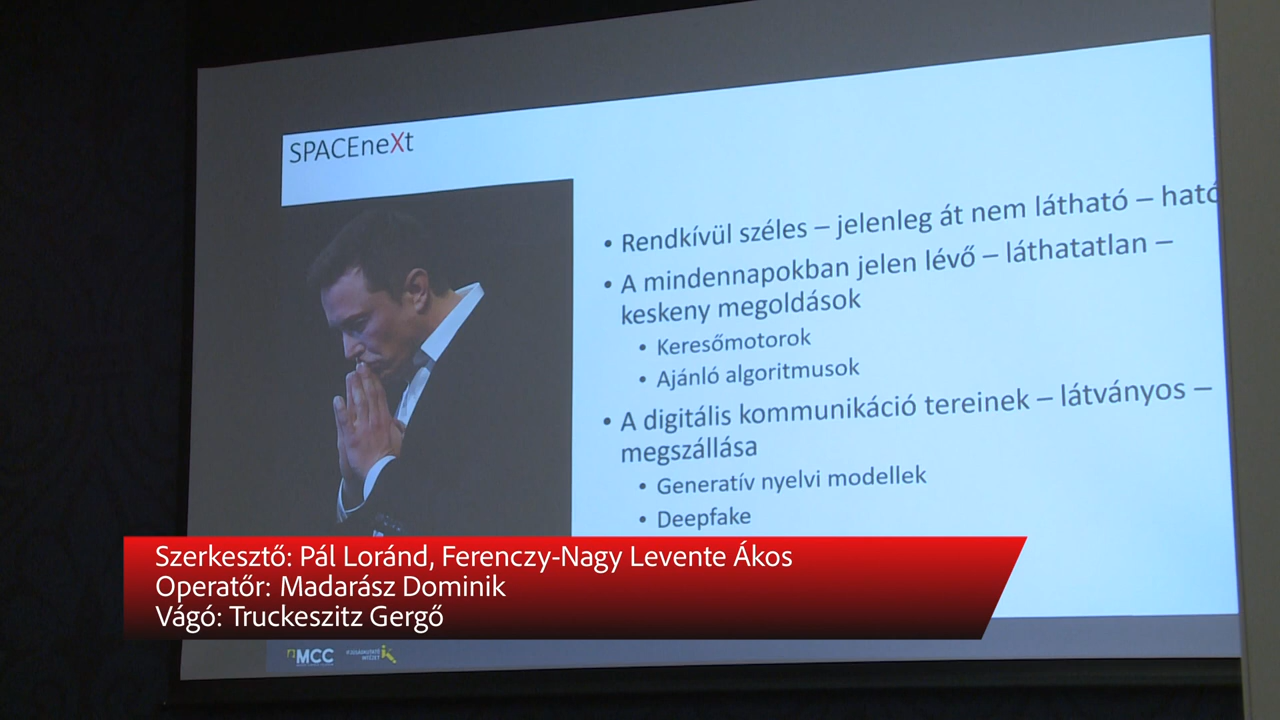 SPACEneXt
• Rendkívül széles – jelenleg át nem látható – ható
• A mindennapokban jelen lévő – láthatatlan –
keskeny megoldások
• Keresőmotorok
• Ajánló algoritmusok
• A digitális kommunikáció tereinek – látványos –
megszállása
• Generatív nyelvi modellek
• Deepfake
Szerkesztő: Pál Loránd, Ferenczy-Nagy Levente Ákos
Operatőr: Madarász Dominik
Vágó: Truckeszitz Gergő
MCC